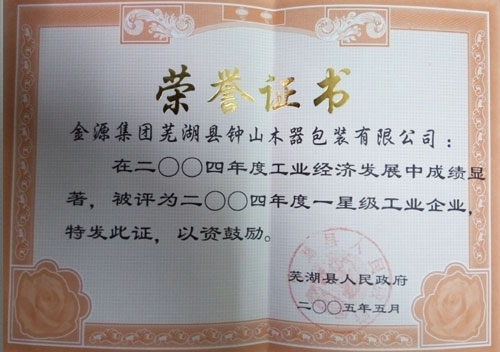 荣誉证书
金源集团芜湖县钟山木器包装有限公司：
在二〇〇四年度工业经济发展中成绩显
著，被评为二〇〇四年度一星级工业企业，
特发此证，以资鼓励。
芜湖县人民政府
二〇〇五年五月